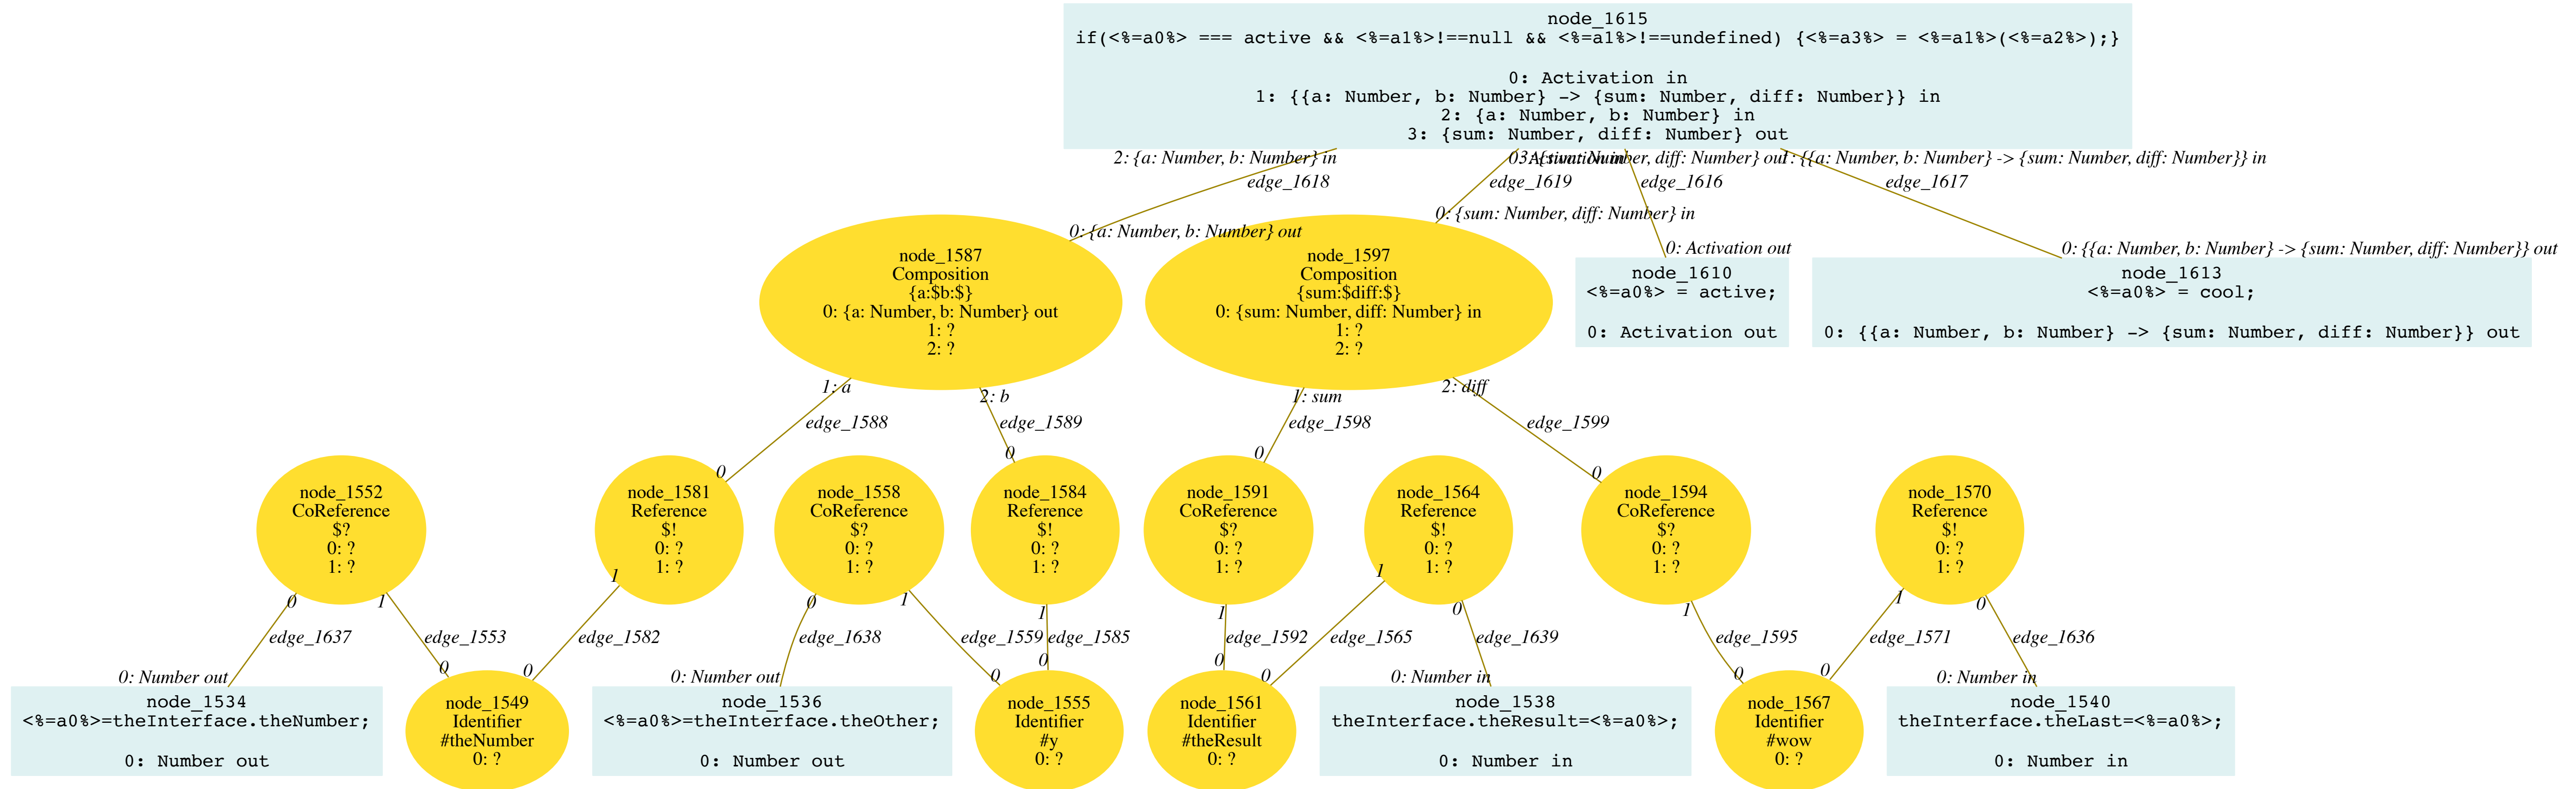 node_1615
if(<%=a0%> === active && <%=a1%>!==null && <%=a1%>!==undefined) {<%=a3%> = <%=a1%>(<%=a2%>);}
0: Activation in
1: {{a: Number, b: Number} -> {sum: Number, diff: Number}} in
2: {a: Number, b: Number} in
3: {sum: Number, diff: Number} out
2: {a: Number, b: Number} in
3: {sum: Number, diff: Number} out
0: Activation in
1: {{a: Number, b: Number} -> {sum: Number, diff: Number}} in
edge_1618
edge_1619
edge_1616
edge_1617
0: {a: Number, b: Number} out
0: {sum: Number, diff: Number} in
0: Activation out
0: {{a: Number, b: Number} -> {sum: Number, diff: Number}} out
node_1587
Composition
{a:$b:$}
0: {a: Number, b: Number} out
1: ?
2: ?
node_1597
Composition
{sum:$diff:$}
0: {sum: Number, diff: Number} in
1: ?
2: ?
node_1610
<%=a0%> = active;
0: Activation out
node_1613
<%=a0%> = cool;
0: {{a: Number, b: Number} -> {sum: Number, diff: Number}} out
1: a
2: b
1: sum
2: diff
edge_1588
edge_1589
edge_1598
edge_1599
0
0
0
0
node_1552
CoReference
$?
0: ?
1: ?
node_1581
Reference
$!
0: ?
1: ?
node_1558
CoReference
$?
0: ?
1: ?
node_1584
Reference
$!
0: ?
1: ?
node_1591
CoReference
$?
0: ?
1: ?
node_1564
Reference
$!
0: ?
1: ?
node_1594
CoReference
$?
0: ?
1: ?
node_1570
Reference
$!
0: ?
1: ?
0
1
1
0
1
1
1
1
0
1
1
0
edge_1637
edge_1553
edge_1582
edge_1638
edge_1559
edge_1585
edge_1592
edge_1565
edge_1639
edge_1595
edge_1571
edge_1636
0: Number out
0
0
0: Number out
0
0
0
0
0: Number in
0
0
0: Number in
node_1534
<%=a0%>=theInterface.theNumber;
0: Number out
node_1549
Identifier
#theNumber
0: ?
node_1536
<%=a0%>=theInterface.theOther;
0: Number out
node_1555
Identifier
#y
0: ?
node_1561
Identifier
#theResult
0: ?
node_1538
theInterface.theResult=<%=a0%>;
0: Number in
node_1567
Identifier
#wow
0: ?
node_1540
theInterface.theLast=<%=a0%>;
0: Number in